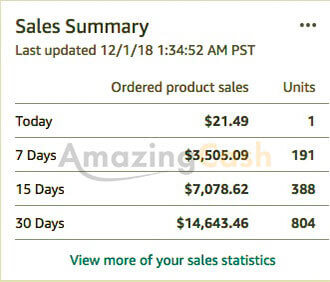 Sales Summary ...
Last updated 12/1/18 1:34:52 AM PST
Ordered product sales Units
Today $21.49 1
7 Days $3,505.09 191
AmazingCash
15 Days $7,078.62 388
30 Days $14,643.46 804
View more of your sales statistics